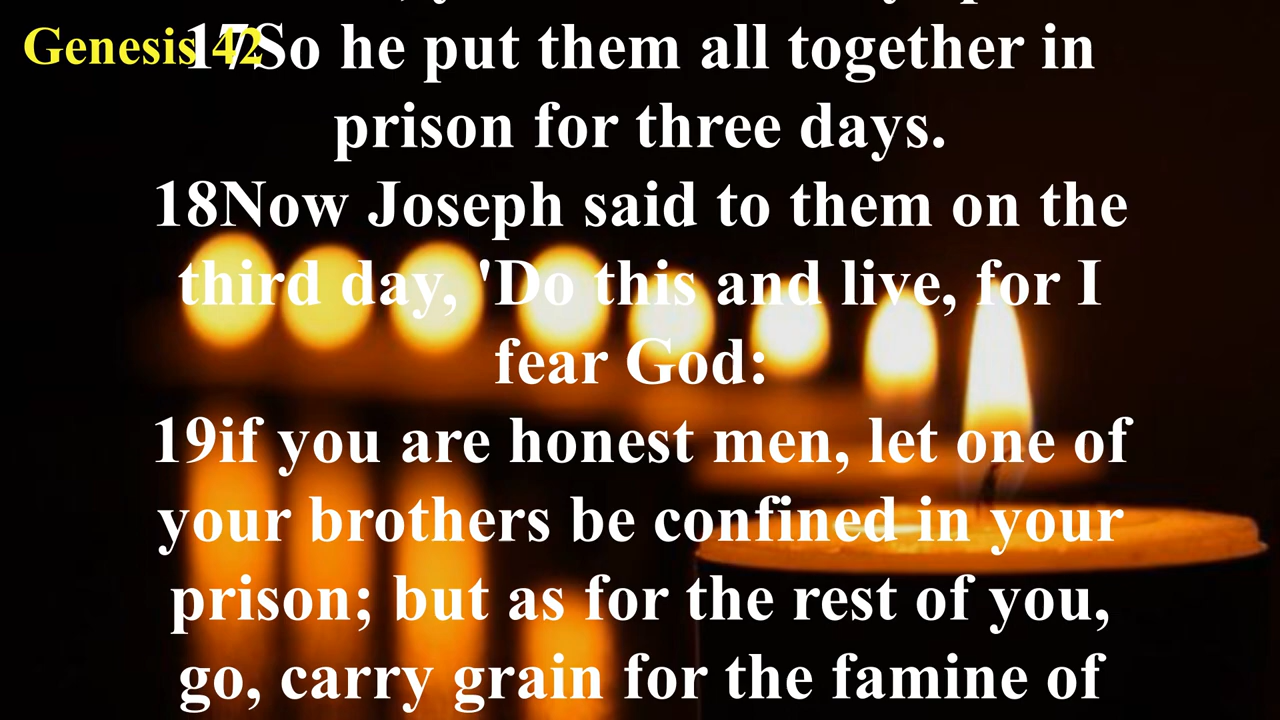 Genesis 42
17So he put them all together in
prison for three days.
18Now Joseph said to them on the
third day, 'Do this and live, for I
fear God:
19if you are honest men, let one of
your brothers be confined in your
prison; but as for the rest of you,
go, carry grain for the famine of